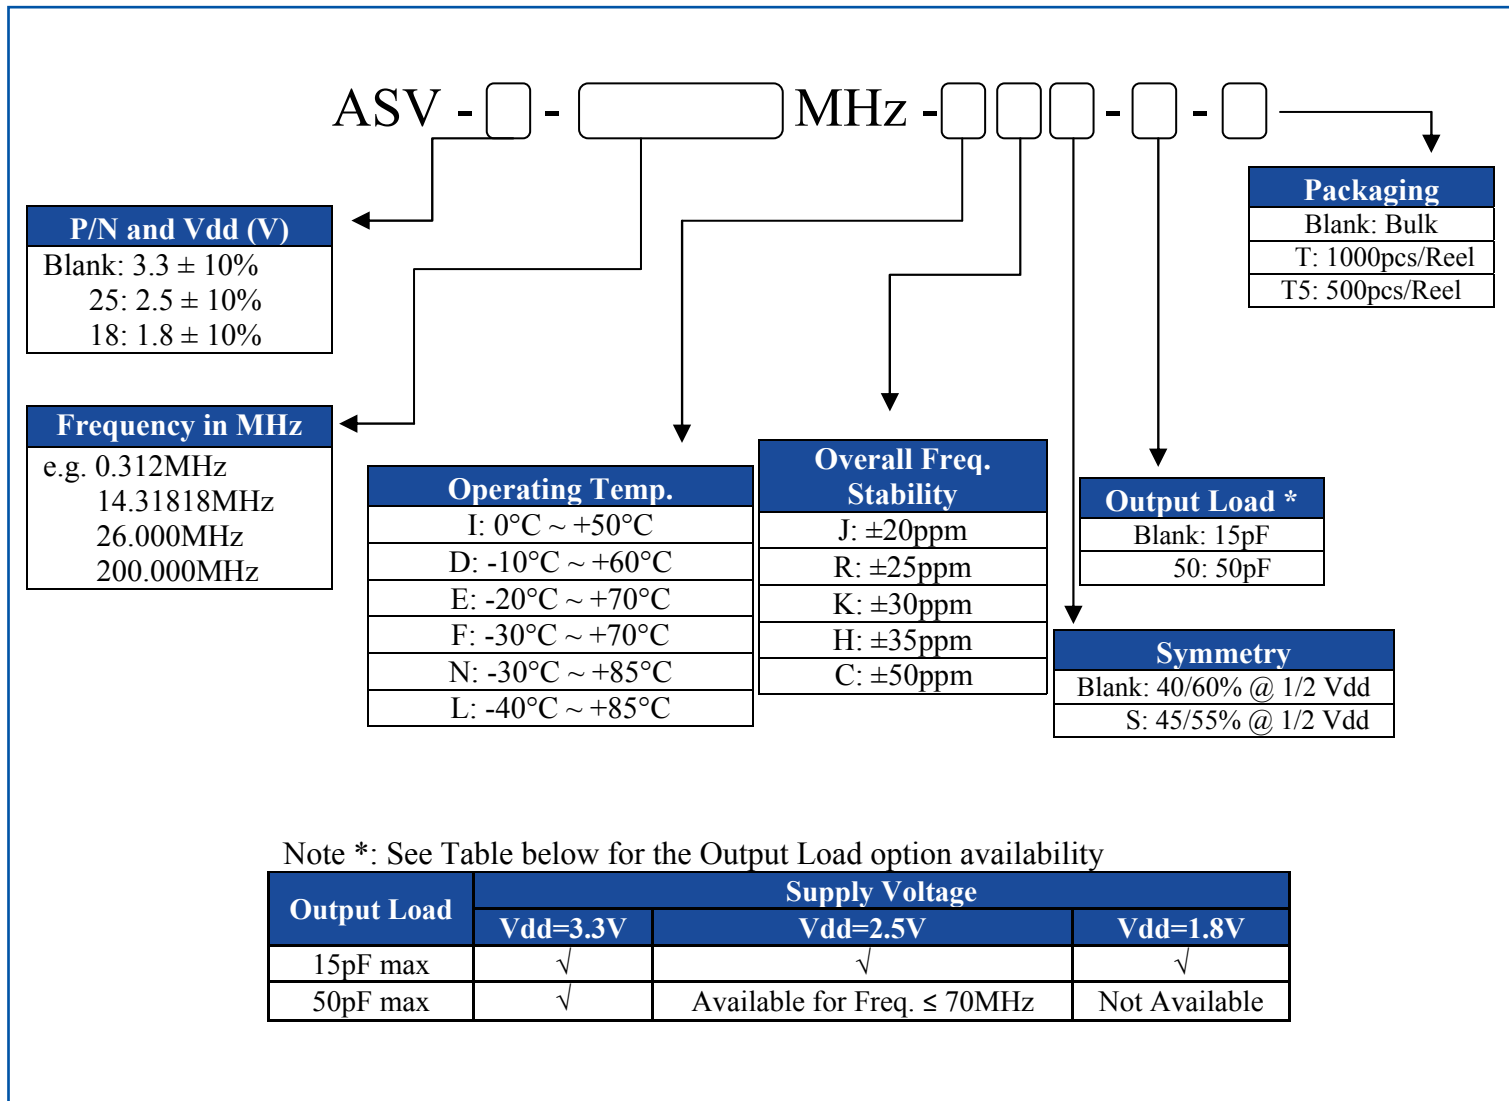 ASV - - MHz - - -
P/N and Vdd (V)
Blank: 3.3 ± 10%
25: 2.5 ± 10%
18: 1.8 ± 10%
Packaging
Blank: Bulk
T: 1000pcs/Reel
T5: 500pcs/Reel
Frequency in MHz
e.g. 0.312MHz
14.31818MHz
26.000MHz
200.000MHz
Operating Temp.
I: 0°C ~ +50°C
D: -10°C ~ +60°C
E: -20°C ~ +70°C
F: -30°C ~ +70°C
N: -30°C ~ +85°C
L: -40°C ~ +85°C
Overall Freq.
Stability
J: ±20ppm
R: ±25ppm
K: ±30ppm
H: ±35ppm
C: ±50ppm
Output Load *
Blank: 15pF
50: 50pF
Symmetry
Blank: 40/60% @ 1/2 Vdd
S: 45/55% @ 1/2 Vdd
Note *: See Table below for the Output Load option availability
Output Load Supply Voltage
Vdd=3.3V Vdd=2.5V Vdd=1.8V
15pF max √ √ √
50pF max √ Available for Freq. ≤ 70MHz Not Available